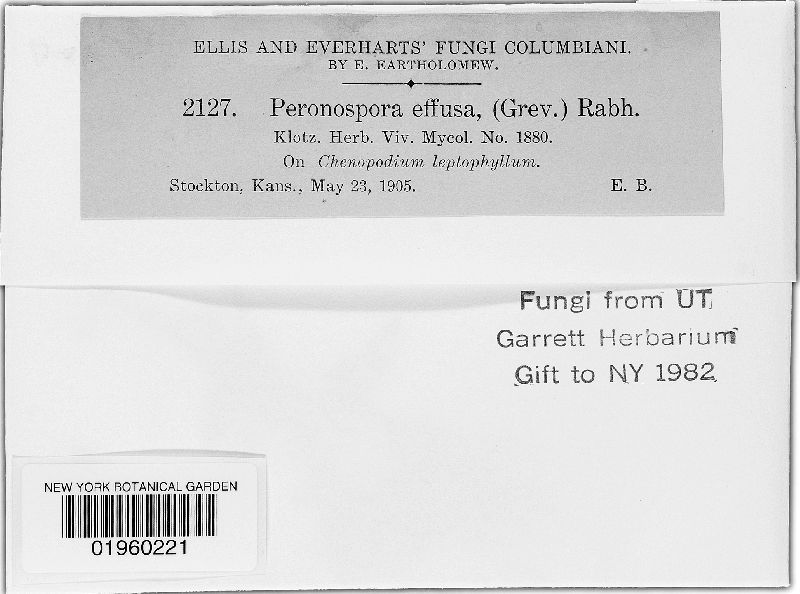 ELLIS AND EVERHARTS' FUNGI COLUMBIANI.
BY E. BARTHOLOMEW.
2127. Peronospora effusa, (Grev.) Rabh.
Klotz. Herb. Viv. Mycol. No. 1880.
On Chenopodium leptophyllum.
Stockton, Kans., May 23, 1905. E. B.
Fungi from UT,
Garrett Herbarium
Gift to NY 1982
NEW YORK BOTANICAL GARDEN
01960221